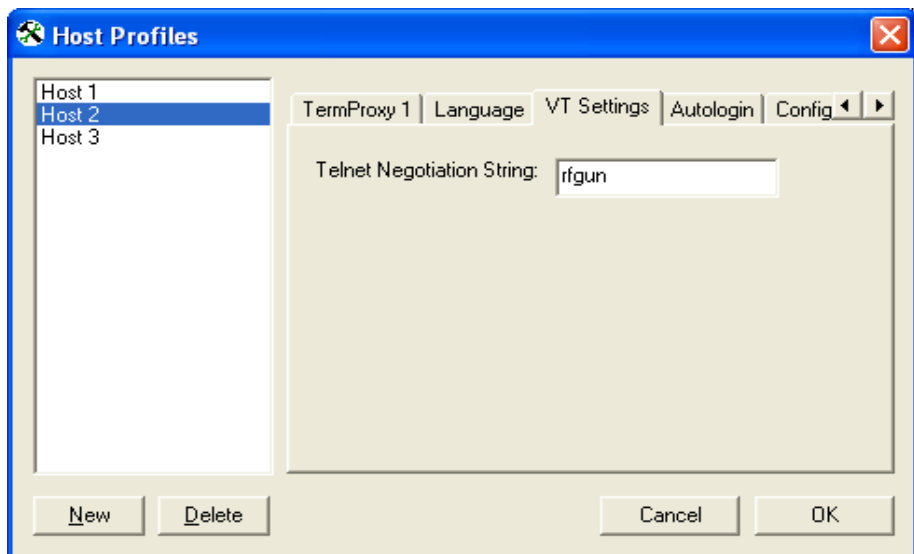 Host Profiles
Host 1
Host 2
Host 3
TermProxy 1 Language VT Settings Autologin Config
Telnet Negotiation String: rfgun
New Delete Cancel OK